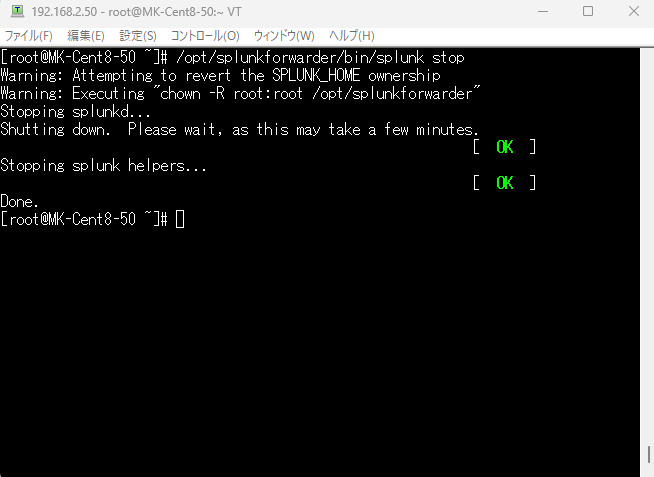 192.168.2.50 - root@MK-Cent8-50:~ VT
ファイル(F) 編集(E) 設定(S) コントロール(O) ウィンドウ(W) ヘルプ(H)
[root@MK-Cent8-50 ~]# /opt/splunkforwarder/bin/splunk stop
Warning: Attempting to revert the SPLUNK_HOME ownership
Warning: Executing "chown -R root:root /opt/splunkforwarder"
Stopping splunkd...
Shutting down.  Please wait, as this may take a few minutes.
[  OK  ]
Stopping splunk helpers...
[  OK  ]
Done.
[root@MK-Cent8-50 ~]#